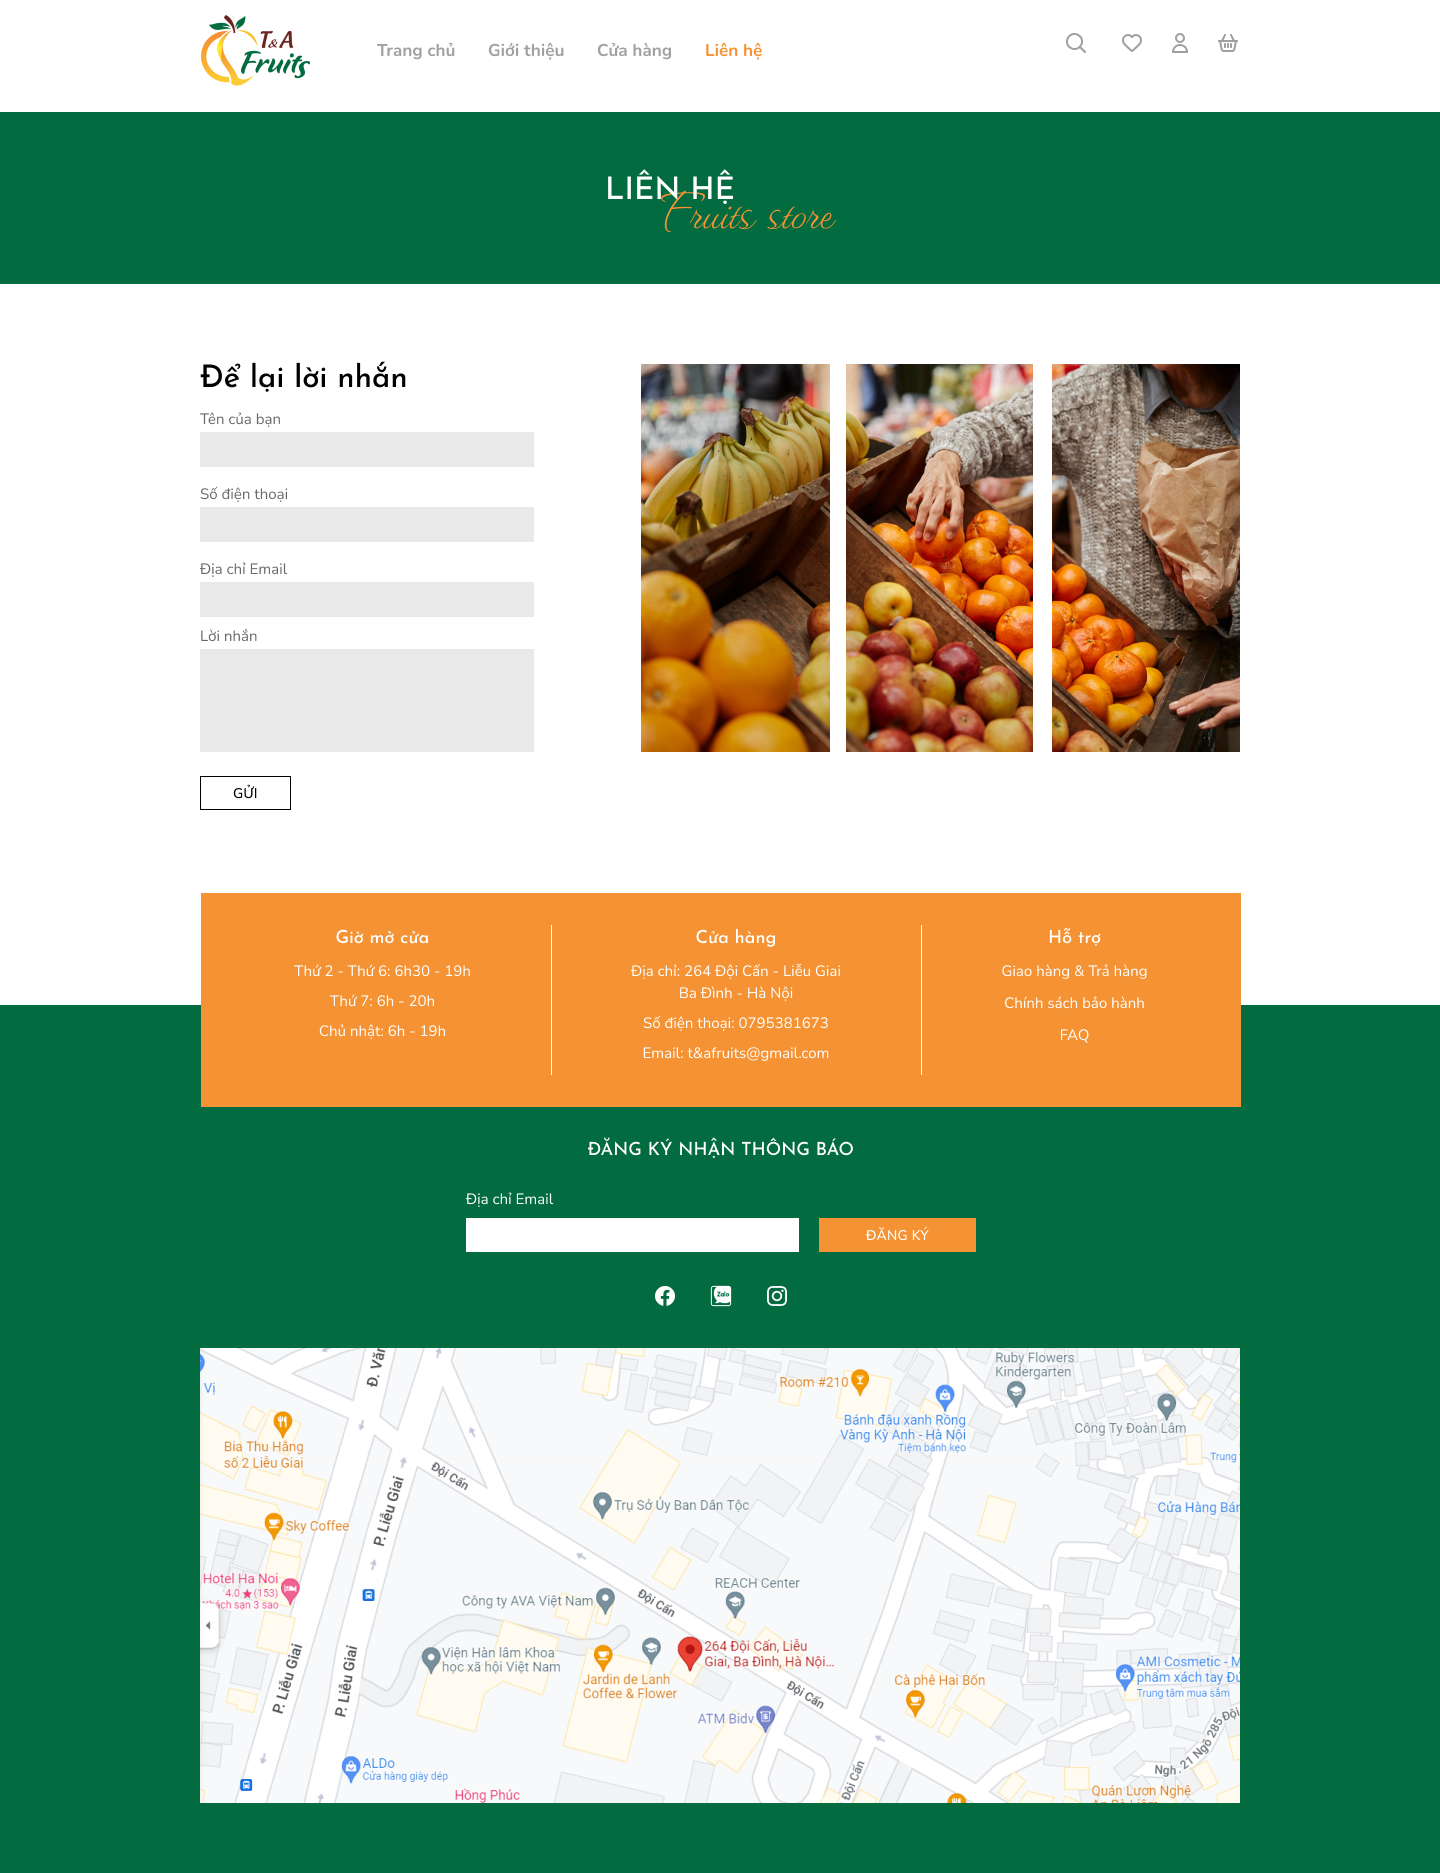 T&A
Fruits
Trang chủ
Giới thiệu
Cửa hàng
Liên hệ
LIÊN HỆ
Fruits store
Để lại lời nhắn
Tên của bạn
Số điện thoại
Địa chỉ Email
Lời nhắn
GỬI
Giờ mở cửa
Thứ 2 - Thứ 6: 6h30 - 19h
Thứ 7: 6h - 20h
Chủ nhật: 6h - 19h
Cửa hàng
Địa chỉ: 264 Đội Cấn - Liễu Giai
Ba Đình - Hà Nội
Số điện thoại: 0795381673
Email: t&afruits@gmail.com
Hỗ trợ
Giao hàng & Trả hàng
Chính sách bảo hành
FAQ
ĐĂNG KÝ NHẬN THÔNG BÁO
Địa chỉ Email
ĐĂNG KÝ
Zalo
Đ. Văn
Vị
Room #210
Ruby Flowers
Kindergarten
Bánh đậu xanh Rồng
Vàng Kỳ Anh - Hà Nội
Tiệm bánh kẹo
Công Ty Đoàn Lâm
Trung
Bia Thu Hằng
số 2 Liễu Giai
Đội Cấn
P. Liễu Giai
Trụ Sở Ủy Ban Dân Tộc
Cửa Hàng Bán
Sky Coffee
Hotel Ha Noi
4.0 ★ (153)
Khách sạn 3 sao
REACH Center
Công ty AVA Việt Nam
Đội Cấn
264 Đội Cấn, Liễu
Giai, Ba Đình, Hà Nội...
Viện Hàn lâm Khoa
học xã hội Việt Nam
Jardin de Lanh
Coffee & Flower
Cà phê Hai Bốn
AMI Cosmetic - M
phẩm xách tay Đứ
Trung tâm mua sắm
P. Liễu Giai
P. Liễu Giai
Đội Cấn
ATM Bidv
Ngh
21 Ngõ 285 Đội
ALDo
Cửa hàng giày dép
Đội Cấn
Hồng Phúc
Quán Lươn Nghệ